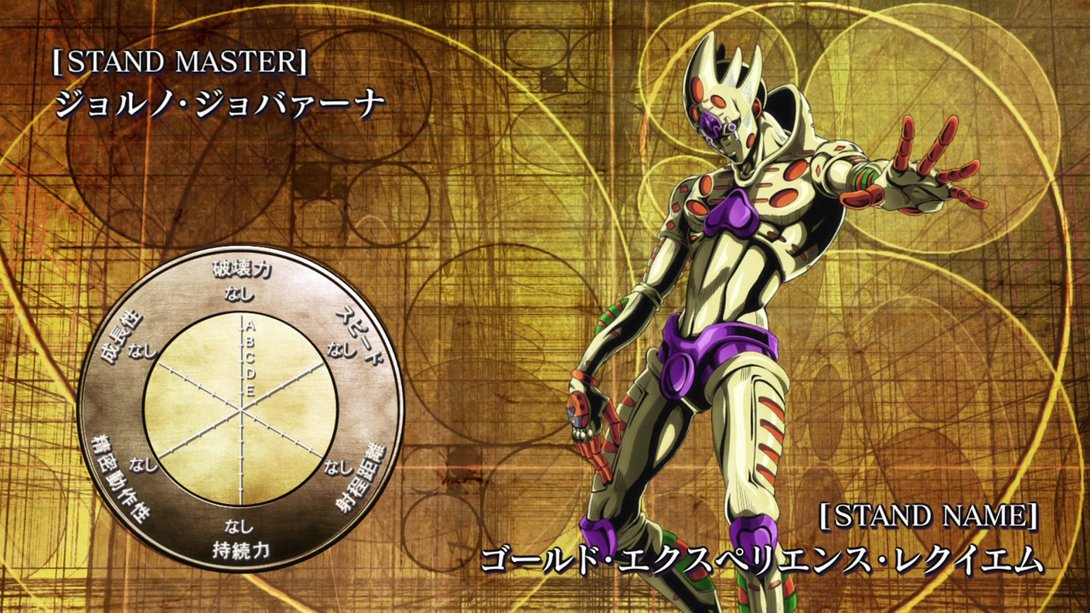 [STAND MASTER]
ジョルノ・ジョバァーナ
破壊力
なし
スピード
なし
射程距離
なし
持続力
なし
精密動作性
なし
成長性
なし
A
B
C
D
E
[STAND NAME]
ゴールド・エクスペリエンス・レクイエム